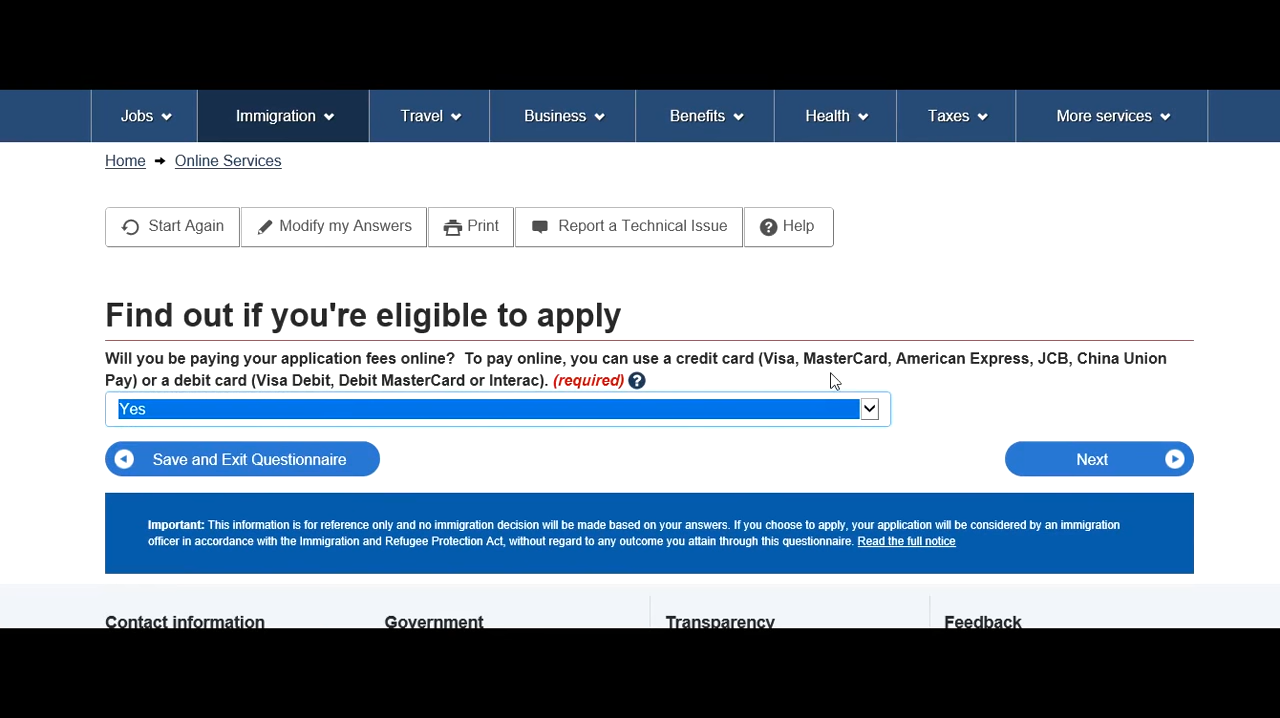 Jobs Immigration Travel Business Benefits Health Taxes More services
Home Online Services
Start Again Modify my Answers Print Report a Technical Issue Help
Find out if you're eligible to apply
Will you be paying your application fees online? To pay online, you can use a credit card (Visa, MasterCard, American Express, JCB, China Union
Pay) or a debit card (Visa Debit, Debit MasterCard or Interac). (required) ?
Yes
Save and Exit Questionnaire Next
Important: This information is for reference only and no immigration decision will be made based on your answers. If you choose to apply, your application will be considered by an immigration
officer in accordance with the Immigration and Refugee Protection Act, without regard to any outcome you attain through this questionnaire. Read the full notice
Contact information Government Transparency Feedback